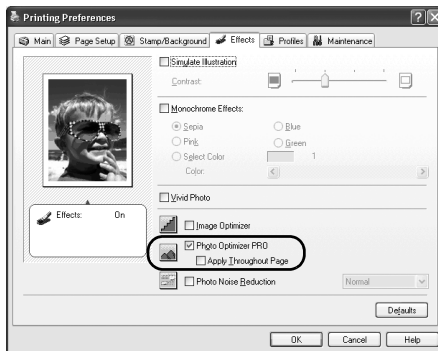 Printing Preferences
Main Page Setup Stamp/Background Effects Profiles Maintenance
Simulate Illustration
Contrast:
Monochrome Effects:
Sepia Blue
Pink Green
Select Color 1
Color:
Vivid Photo
Effects: On
Image Optimizer
Photo Optimizer PRO
Apply Throughout Page
Photo Noise Reduction Normal
Defaults
OK Cancel Help